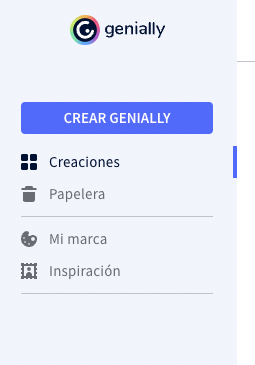 genially
CREAR GENIALLY
Creaciones
Papelera
Mi marca
Inspiración